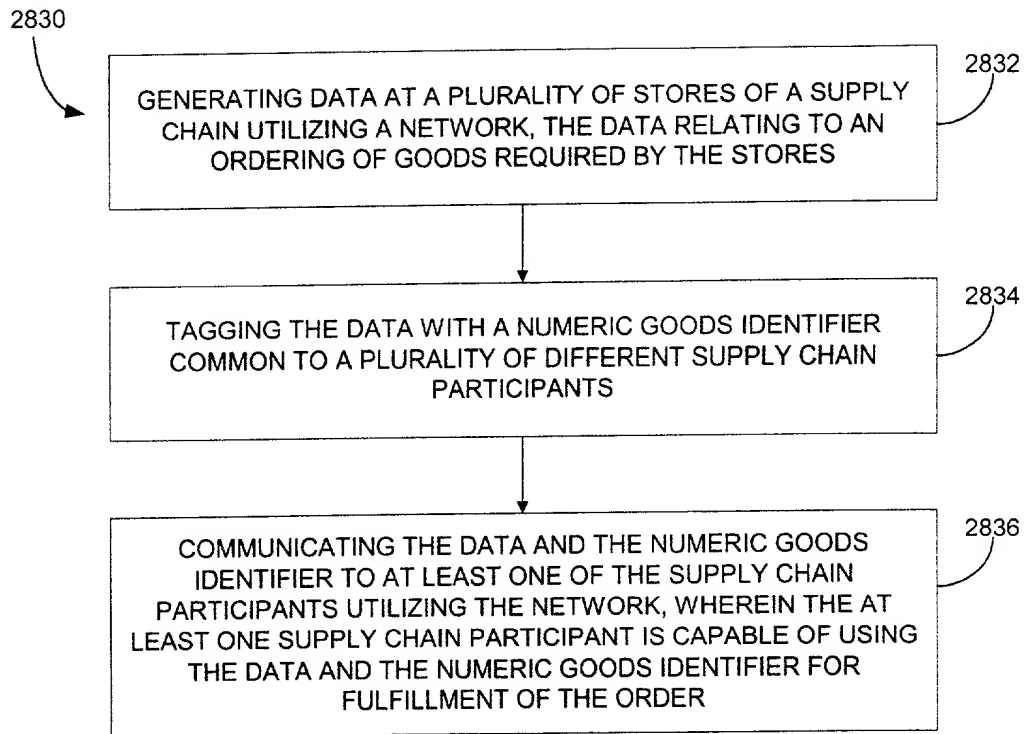 2830
2832
GENERATING DATA AT A PLURALITY OF STORES OF A SUPPLY
CHAIN UTILIZING A NETWORK, THE DATA RELATING TO AN
ORDERING OF GOODS REQUIRED BY THE STORES
2834
TAGGING THE DATA WITH A NUMERIC GOODS IDENTIFIER
COMMON TO A PLURALITY OF DIFFERENT SUPPLY CHAIN
PARTICIPANTS
2836
COMMUNICATING THE DATA AND THE NUMERIC GOODS
IDENTIFIER TO AT LEAST ONE OF THE SUPPLY CHAIN
PARTICIPANTS UTILIZING THE NETWORK, WHEREIN THE AT
LEAST ONE SUPPLY CHAIN PARTICIPANT IS CAPABLE OF USING
THE DATA AND THE NUMERIC GOODS IDENTIFIER FOR
FULFILLMENT OF THE ORDER